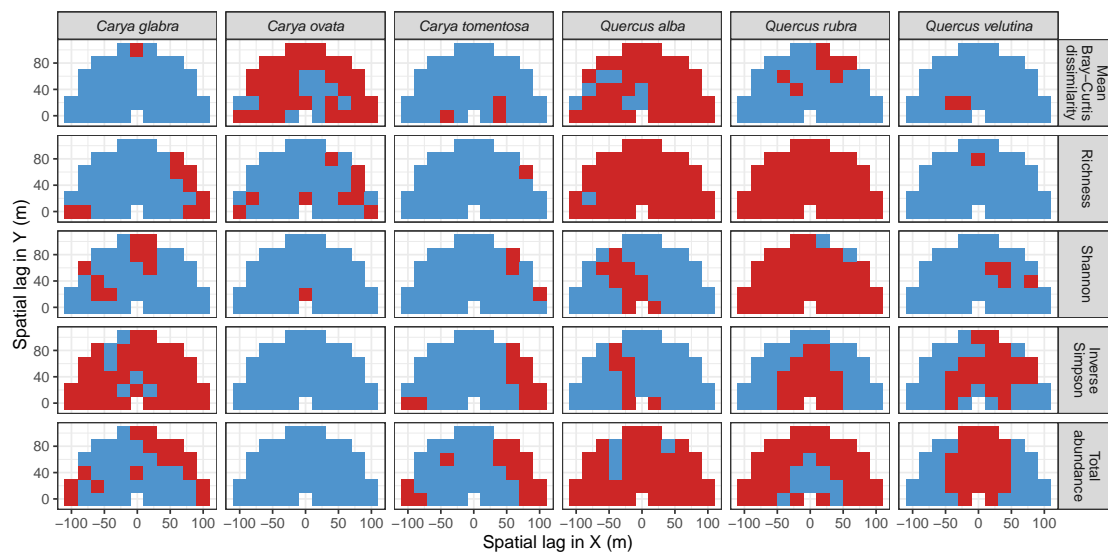 Carya glabra
Carya ovata
Carya tomentosa
Quercus alba
Quercus rubra
Quercus velutina
Mean
Bray−Curtis
dissimilarity
Richness
Shannon
Inverse
Simpson
Total
abundance
Spatial lag in Y (m)
80
40
0
80
40
0
80
40
0
80
40
0
80
40
0
−100 −50 0 50 100
−100 −50 0 50 100
−100 −50 0 50 100
−100 −50 0 50 100
−100 −50 0 50 100
−100 −50 0 50 100
Spatial lag in X (m)